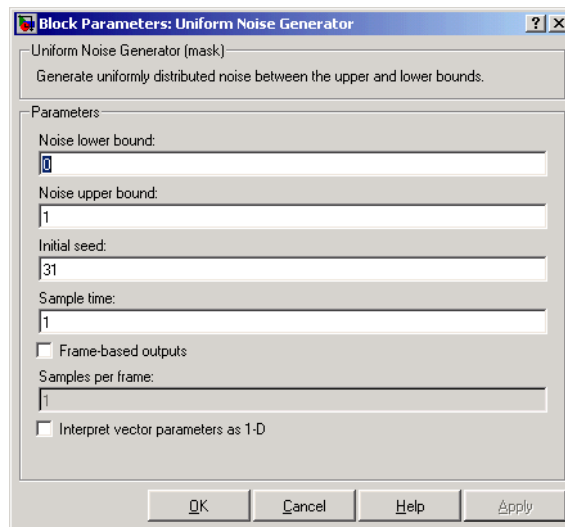 Block Parameters: Uniform Noise Generator
Uniform Noise Generator (mask)
Generate uniformly distributed noise between the upper and lower bounds.
Parameters
Noise lower bound:
0
Noise upper bound:
1
Initial seed:
31
Sample time:
1
Frame-based outputs
Samples per frame:
1
Interpret vector parameters as 1-D
OK Cancel Help Apply